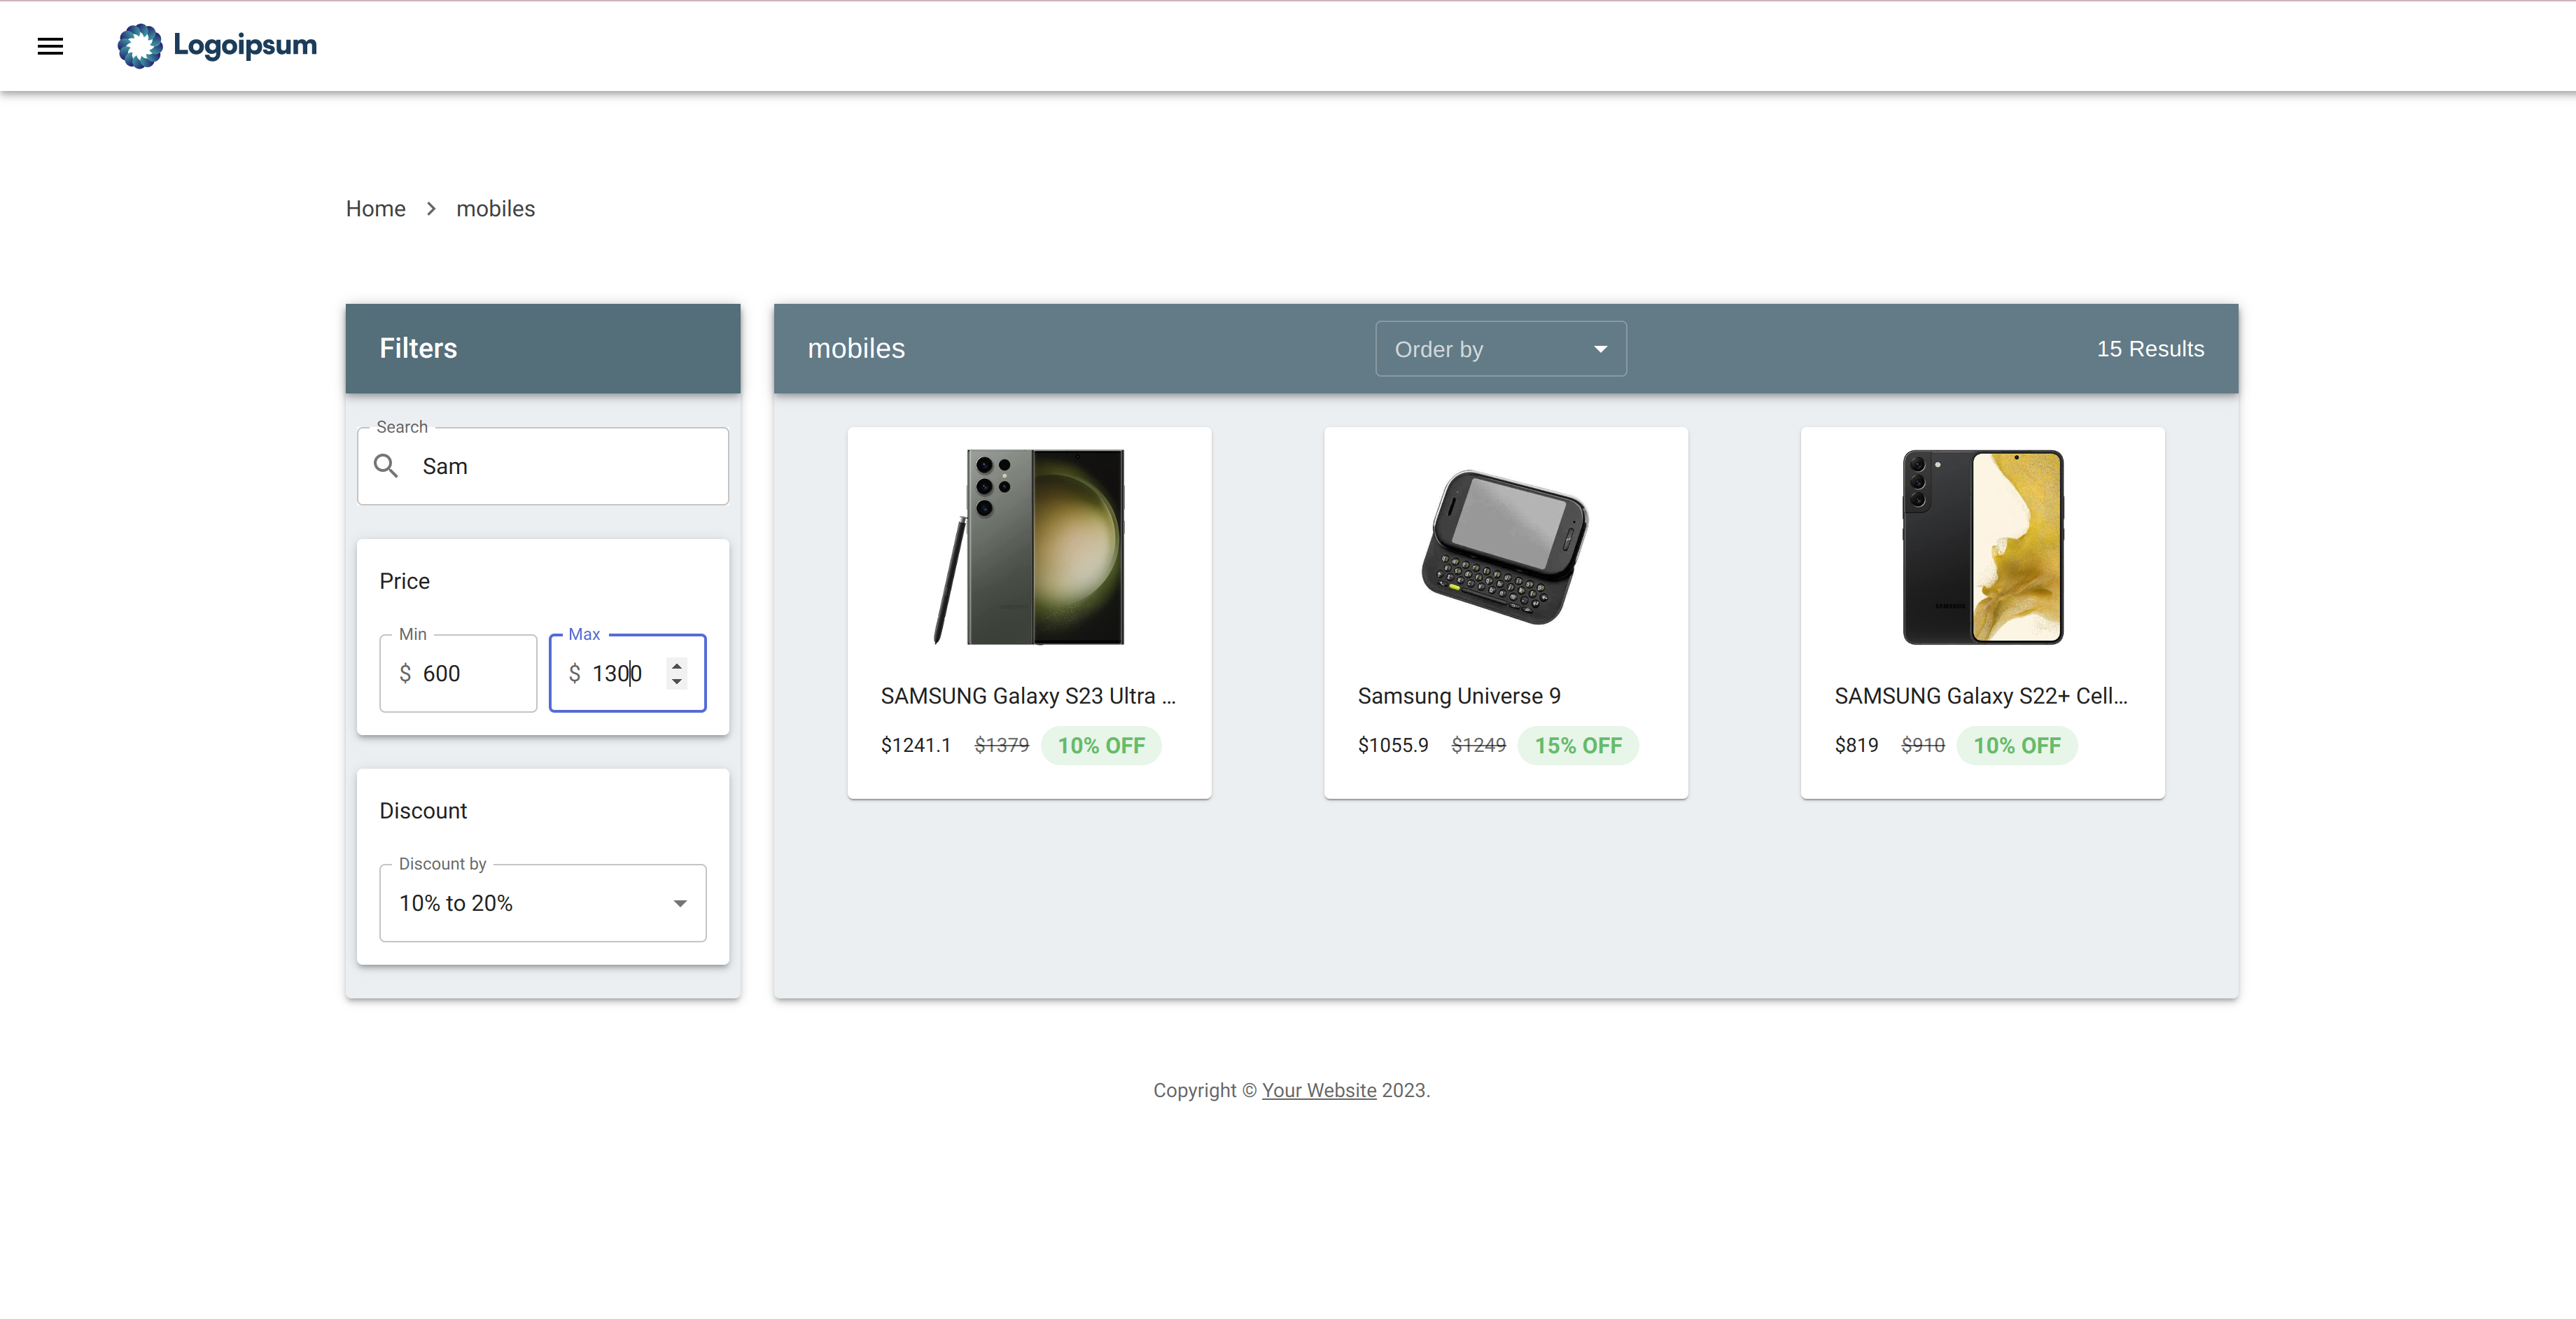 Logoipsum
Home > mobiles
Filters
Search
Sam
Price
Min
$ 600
Max
$ 1300
Discount
Discount by
10% to 20%
mobiles
Order by
15 Results
SAMSUNG Galaxy S23 Ultra ...
$1241.1 $1379 10% OFF
Samsung Universe 9
$1055.9 $1249 15% OFF
SAMSUNG
SAMSUNG Galaxy S22+ Cell...
$819 $910 10% OFF
Copyright © Your Website 2023.